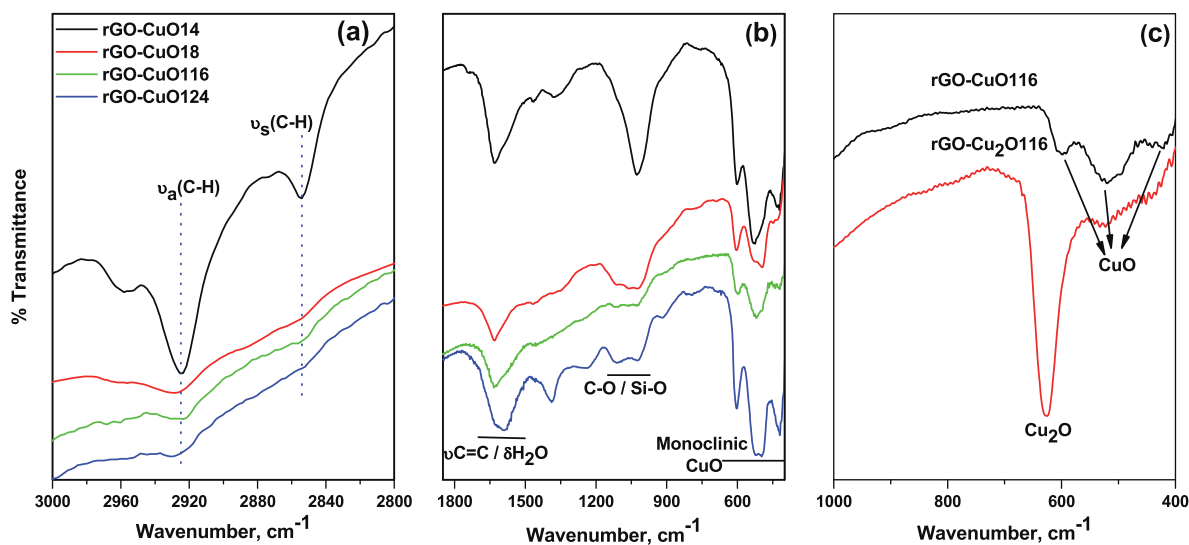 (a)
rGO-CuO14
rGO-CuO18
rGO-CuO116
rGO-CuO124
υs(C-H)
υa(C-H)
% Transmittance
3000 2960 2920 2880 2840 2800
Wavenumber, cm-1
(b)
C-O / Si-O
υC=C / δH2O
Monoclinic
CuO
1800 1500 1200 900 600
Wavenumber, cm-1
(c)
rGO-CuO116
rGO-Cu2O116
CuO
Cu2O
1000 800 600 400
Wavenumber, cm-1